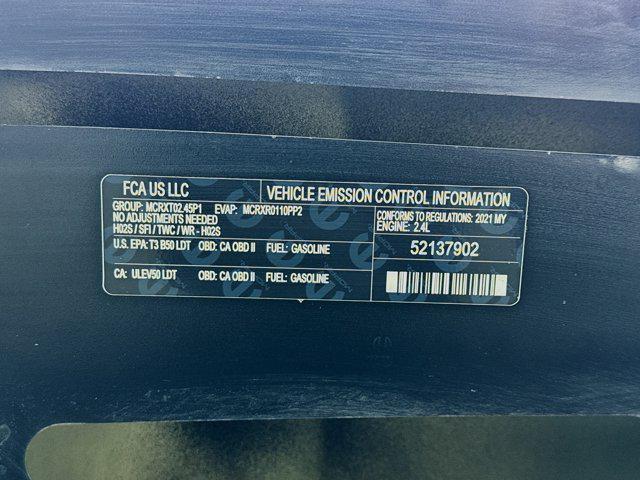 FCA US LLC
VEHICLE EMISSION CONTROL INFORMATION
GROUP: MCRXT02.45P1 EVAP: MCRXR0110PP2
NO ADJUSTMENTS NEEDED
H02S / SFI / TWC / WR - H02S
CONFORMS TO REGULATIONS: 2021 MY
ENGINE: 2.4L
U.S. EPA: T3 B50 LDT OBD: CA OBD II FUEL: GASOLINE
52137902
CA: ULEV50 LDT OBD: CA OBD II FUEL: GASOLINE